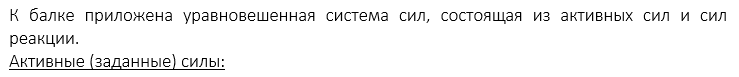 К балке приложена уравновешенная система сил, состоящая из активных сил и сил
реакции.
Активные (заданные) силы: